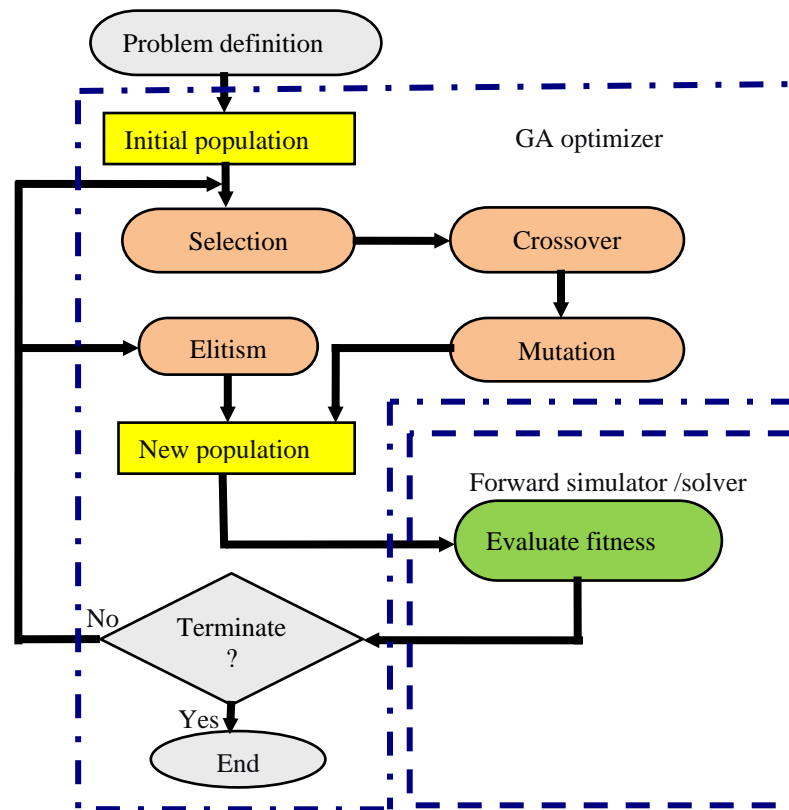 Problem definition
Initial population
GA optimizer
Selection
Crossover
Elitism
Mutation
New population
Forward simulator /solver
Evaluate fitness
No
Terminate
?
Yes
End